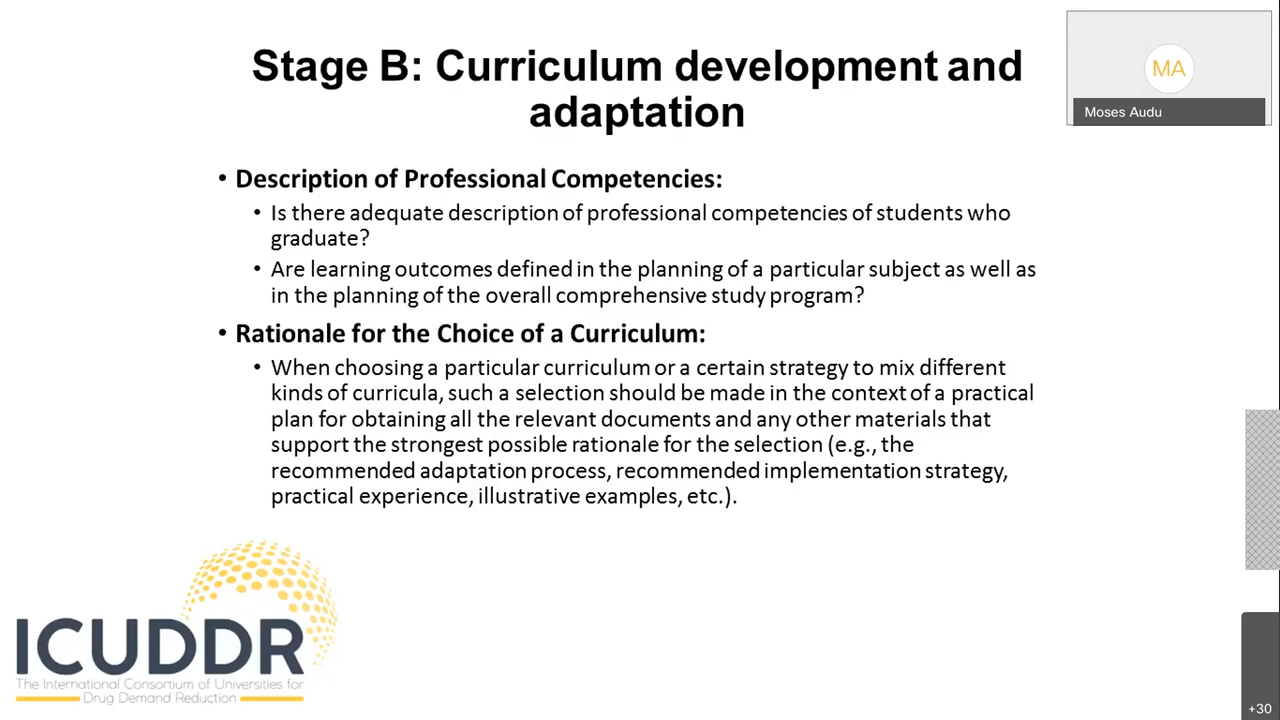 Stage B: Curriculum development and
adaptation
MA
Moses Audu
• Description of Professional Competencies:
• Is there adequate description of professional competencies of students who
graduate?
• Are learning outcomes defined in the planning of a particular subject as well as
in the planning of the overall comprehensive study program?
• Rationale for the Choice of a Curriculum:
• When choosing a particular curriculum or a certain strategy to mix different
kinds of curricula, such a selection should be made in the context of a practical
plan for obtaining all the relevant documents and any other materials that
support the strongest possible rationale for the selection (e.g., the
recommended adaptation process, recommended implementation strategy,
practical experience, illustrative examples, etc.).
ICUDDR
The International Consortium of Universities for
Drug Demand Reduction
+30